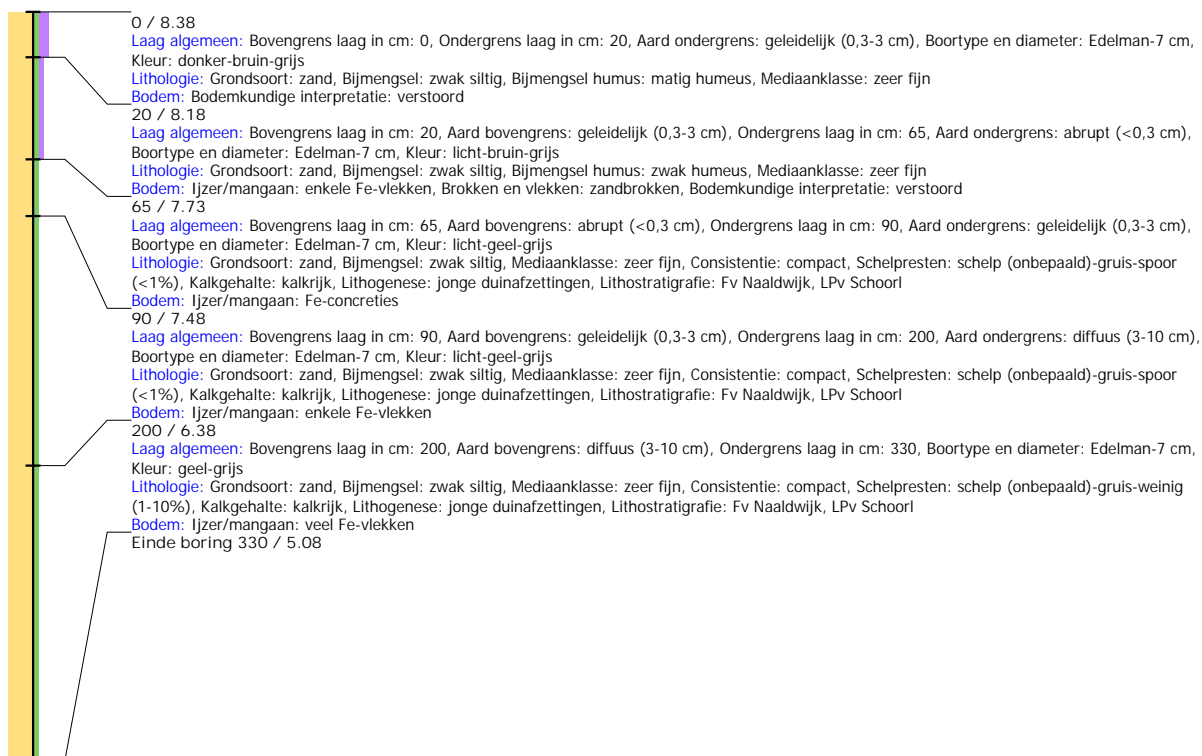 0 / 8.38
Laag algemeen: Bovengrens laag in cm: 0, Ondergrens laag in cm: 20, Aard ondergrens: geleidelijk (0,3-3 cm), Boortype en diameter: Edelman-7 cm,
Kleur: donker-bruin-grijs
Lithologie: Grondsoort: zand, Bijmengsel: zwak siltig, Bijmengsel humus: matig humeus, Mediaanklasse: zeer fijn
Bodem: Bodemkundige interpretatie: verstoord
20 / 8.18
Laag algemeen: Bovengrens laag in cm: 20, Aard bovengrens: geleidelijk (0,3-3 cm), Ondergrens laag in cm: 65, Aard ondergrens: abrupt (<0,3 cm),
Boortype en diameter: Edelman-7 cm, Kleur: licht-bruin-grijs
Lithologie: Grondsoort: zand, Bijmengsel: zwak siltig, Bijmengsel humus: zwak humeus, Mediaanklasse: zeer fijn
Bodem: Ijzer/mangaan: enkele Fe-vlekken, Brokken en vlekken: zandbrokken, Bodemkundige interpretatie: verstoord
65 / 7.73
Laag algemeen: Bovengrens laag in cm: 65, Aard bovengrens: abrupt (<0,3 cm), Ondergrens laag in cm: 90, Aard ondergrens: geleidelijk (0,3-3 cm),
Boortype en diameter: Edelman-7 cm, Kleur: licht-geel-grijs
Lithologie: Grondsoort: zand, Bijmengsel: zwak siltig, Mediaanklasse: zeer fijn, Consistentie: compact, Schelpresten: schelp (onbepaald)-gruis-spoor
(<1%), Kalkgehalte: kalkrijk, Lithogenese: jonge duinafzettingen, Lithostratigrafie: Fv Naaldwijk, LPv Schoorl
Bodem: Ijzer/mangaan: Fe-concreties
90 / 7.48
Laag algemeen: Bovengrens laag in cm: 90, Aard bovengrens: geleidelijk (0,3-3 cm), Ondergrens laag in cm: 200, Aard ondergrens: diffuus (3-10 cm),
Boortype en diameter: Edelman-7 cm, Kleur: licht-geel-grijs
Lithologie: Grondsoort: zand, Bijmengsel: zwak siltig, Mediaanklasse: zeer fijn, Consistentie: compact, Schelpresten: schelp (onbepaald)-gruis-spoor
(<1%), Kalkgehalte: kalkrijk, Lithogenese: jonge duinafzettingen, Lithostratigrafie: Fv Naaldwijk, LPv Schoorl
Bodem: Ijzer/mangaan: enkele Fe-vlekken
200 / 6.38
Laag algemeen: Bovengrens laag in cm: 200, Aard bovengrens: diffuus (3-10 cm), Ondergrens laag in cm: 330, Boortype en diameter: Edelman-7 cm,
Kleur: geel-grijs
Lithologie: Grondsoort: zand, Bijmengsel: zwak siltig, Mediaanklasse: zeer fijn, Consistentie: compact, Schelpresten: schelp (onbepaald)-gruis-weinig
(1-10%), Kalkgehalte: kalkrijk, Lithogenese: jonge duinafzettingen, Lithostratigrafie: Fv Naaldwijk, LPv Schoorl
Bodem: Ijzer/mangaan: veel Fe-vlekken
Einde boring 330 / 5.08